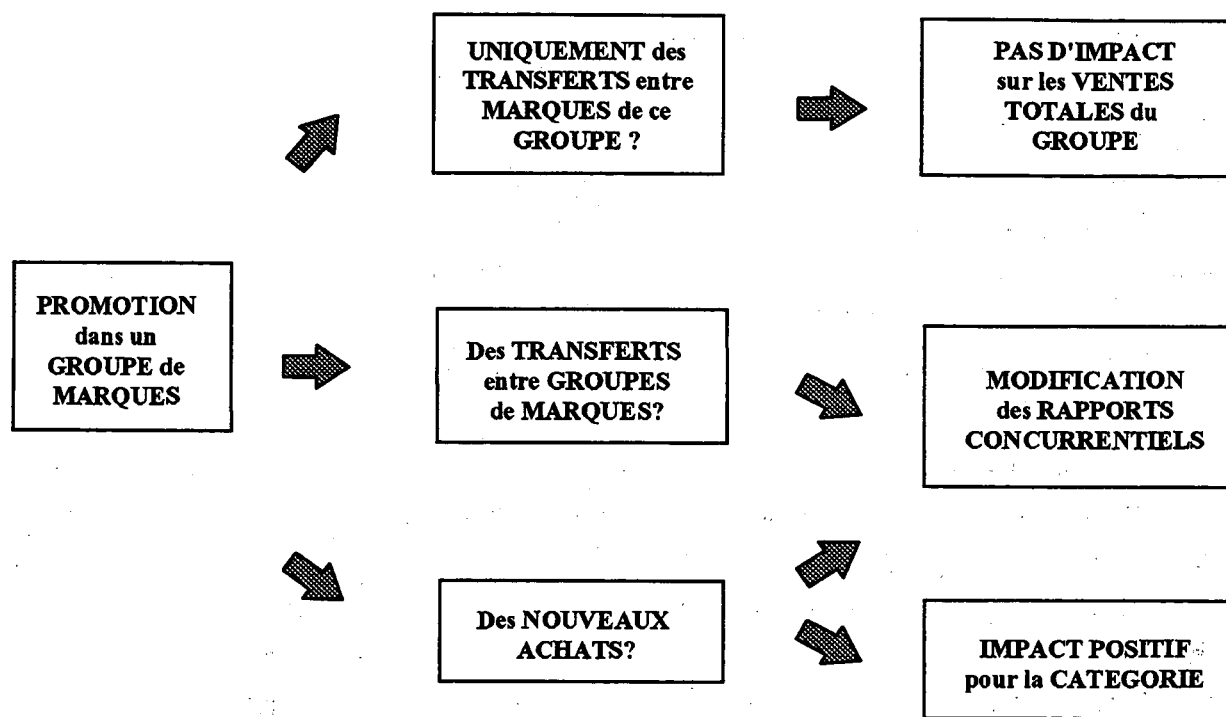 UNIQUEMENT des
TRANSFERTS entre
MARQUES de ce
GROUPE ?
PAS D'IMPACT
sur les VENTES
TOTALES du
GROUPE
PROMOTION
dans un
GROUPE de
MARQUES
Des TRANSFERTS
entre GROUPES
de MARQUES?
MODIFICATION
des RAPPORTS
CONCURRENTIELS
Des NOUVEAUX
ACHATS?
IMPACT POSITIF
pour la CATEGORIE